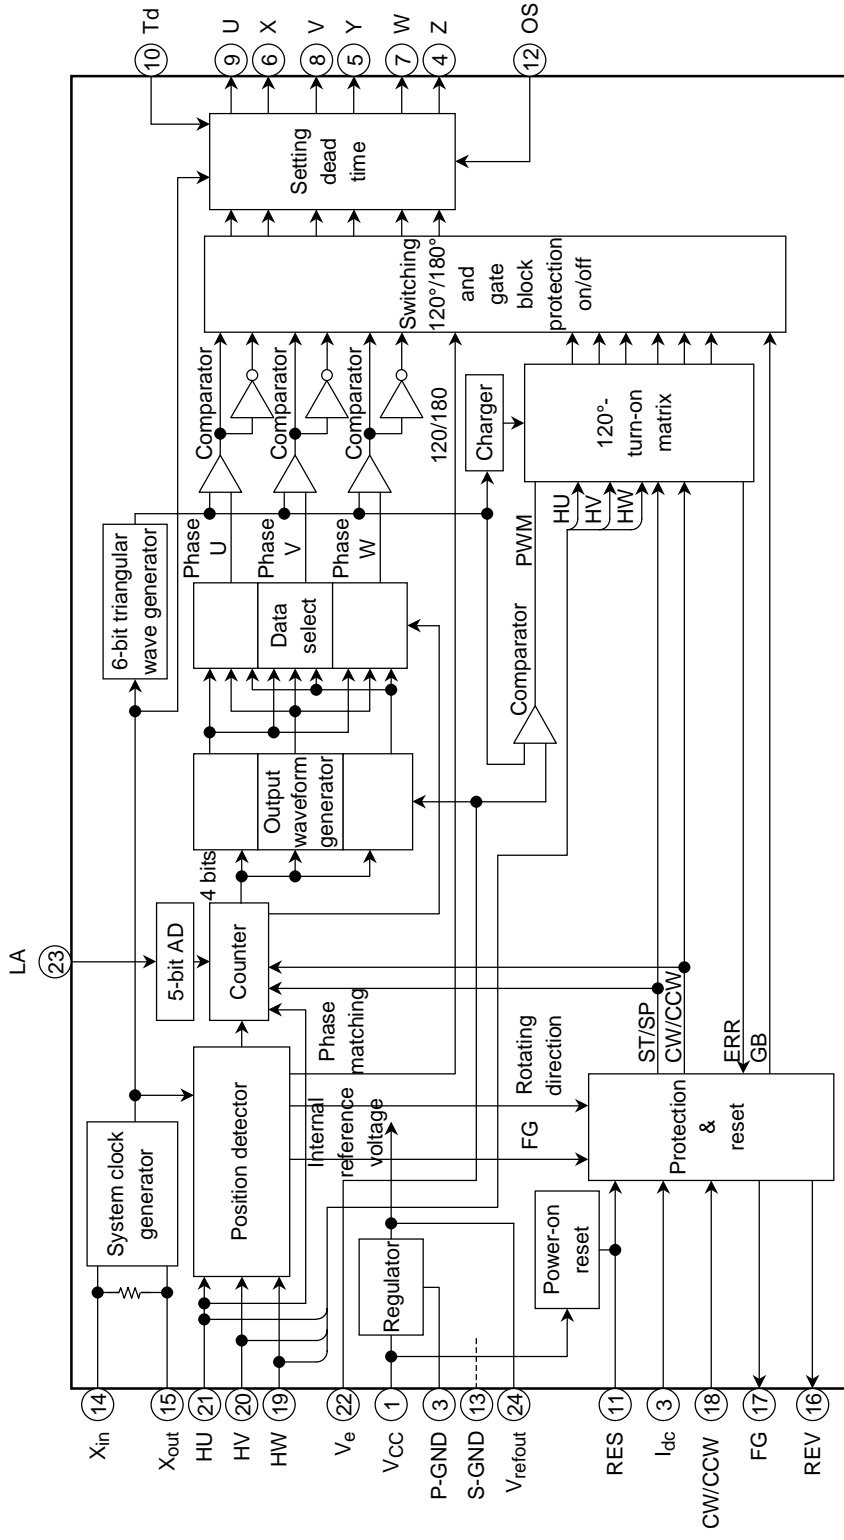 Td
10
U
9
X
6
V
8
Y
5
W
7
Z
4
OS
12
LA
23
Xin
14
Xout
15
HU
21
HV
20
HW
19
Ve
22
VCC
1
P-GND
3
S-GND
13
Vrefout
24
RES
11
Idc
3
CW/CCW
18
FG
17
REV
16
System clock
generator
Position detector
Regulator
Power-on
reset
Internal
reference
voltage
Phase
matching
Rotating
direction
FG
Protection
&
reset
ST/SP
CW/CCW
ERR
GB
5-bit AD
Counter
4 bits
Output
waveform
generator
Data
select
6-bit triangular
wave generator
Phase
U
Phase
V
Phase
W
Comparator
Comparator
Comparator
120/180
Comparator
PWM
HU
HV
HW
Charger
120°-
turn-on
matrix
Switching
120°/180°
and
gate
block
protection
on/off
Setting
dead
time